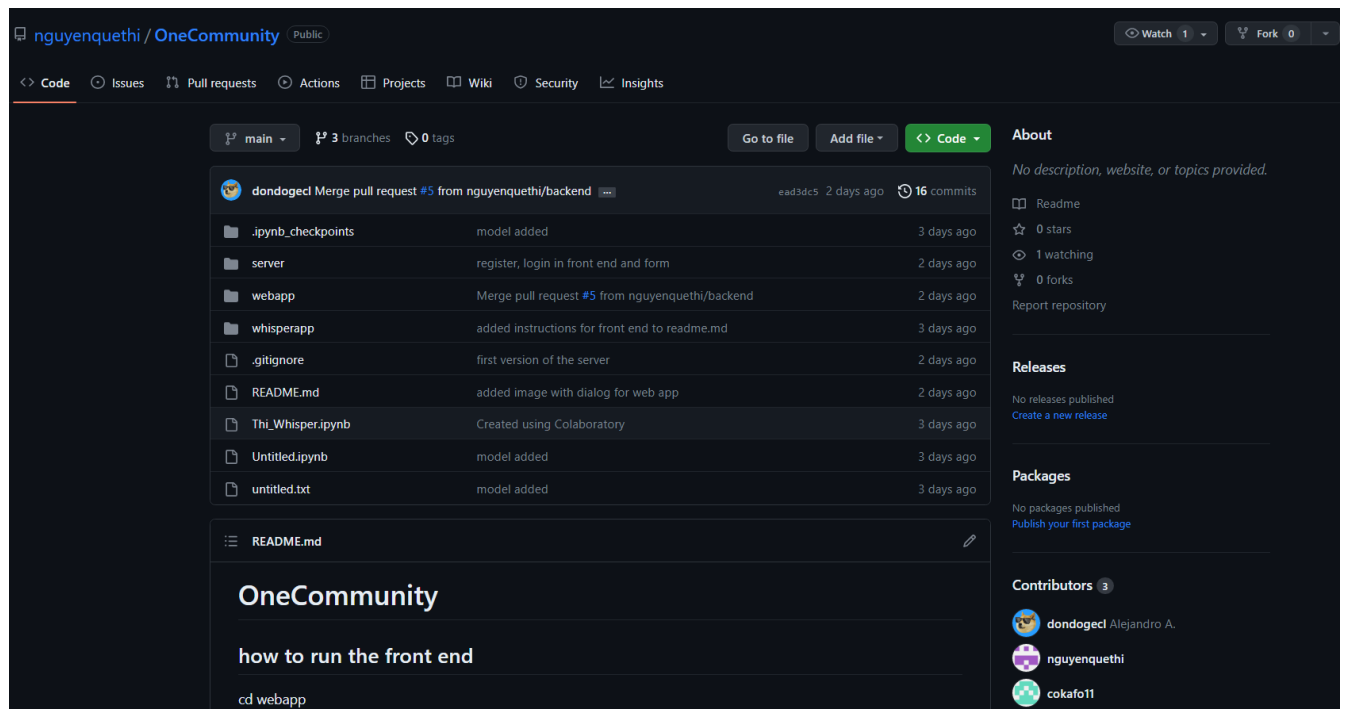 nguyenquethi / OneCommunity Public
Watch 1 Fork 0
<> Code Issues Pull requests Actions Projects Wiki Security Insights
main 3 branches 0 tags Go to file Add file <> Code
dondogecl Merge pull request #5 from nguyenquethi/backend ... ead3dc5 2 days ago 16 commits
.ipynb_checkpoints model added 3 days ago
server register, login in front end and form 2 days ago
webapp Merge pull request #5 from nguyenquethi/backend 2 days ago
whisperapp added instructions for front end to readme.md 3 days ago
.gitignore first version of the server 2 days ago
README.md added image with dialog for web app 2 days ago
Thi_Whisper.ipynb Created using Colaboratory 3 days ago
Untitled.ipynb model added 3 days ago
untitled.txt model added 3 days ago
README.md
OneCommunity
how to run the front end
cd webapp
About
No description, website, or topics provided.
Readme
0 stars
1 watching
0 forks
Report repository
Releases
No releases published
Create a new release
Packages
No packages published
Publish your first package
Contributors 3
dondogecl Alejandro A.
nguyenquethi
cokafo11